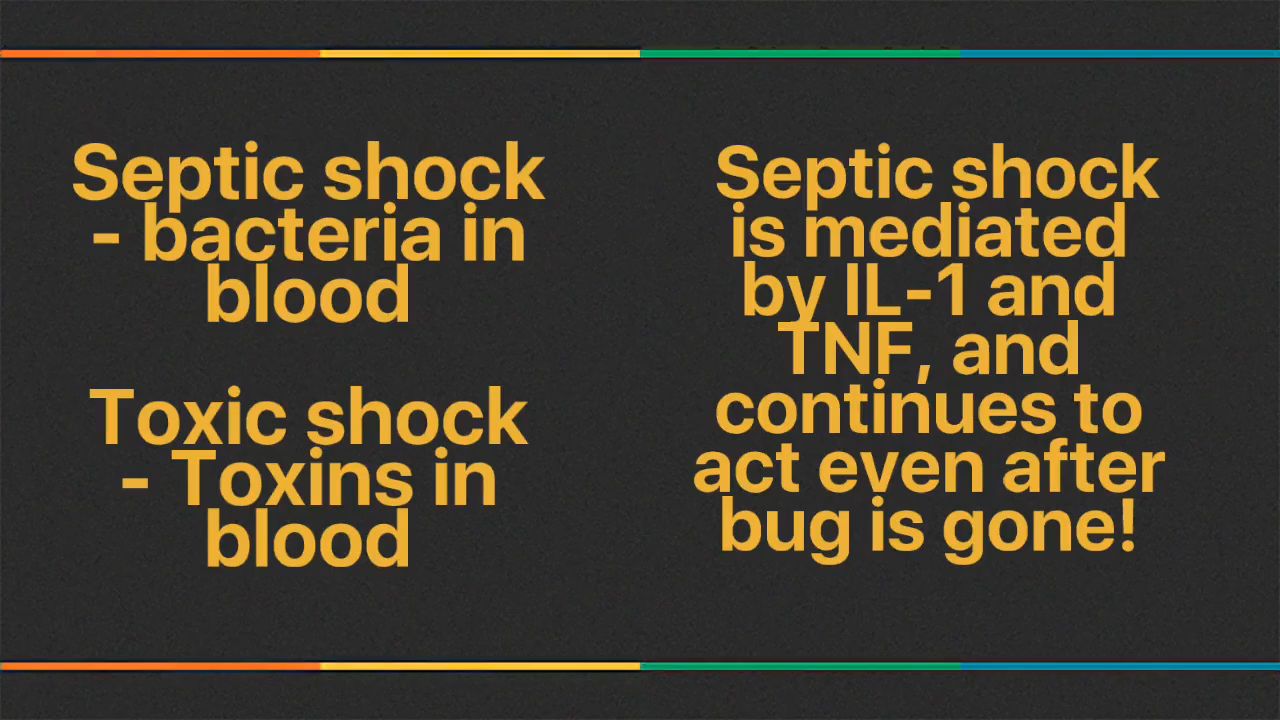 Septic shock
- bacteria in
blood
Toxic shock
- Toxins in
blood
Septic shock
is mediated
by IL-1 and
TNF, and
continues to
act even after
bug is gone!